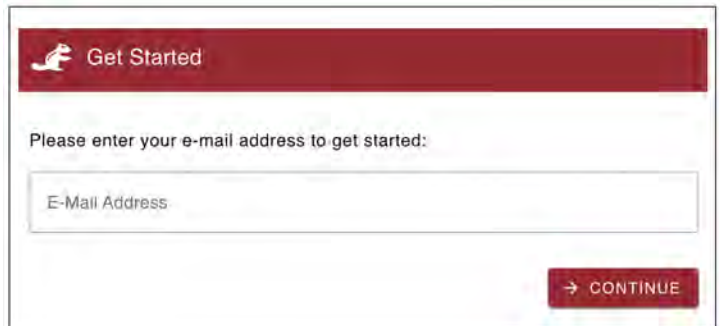 Get Started
Please enter your e-mail address to get started:
E-Mail Address
→ CONTINUE